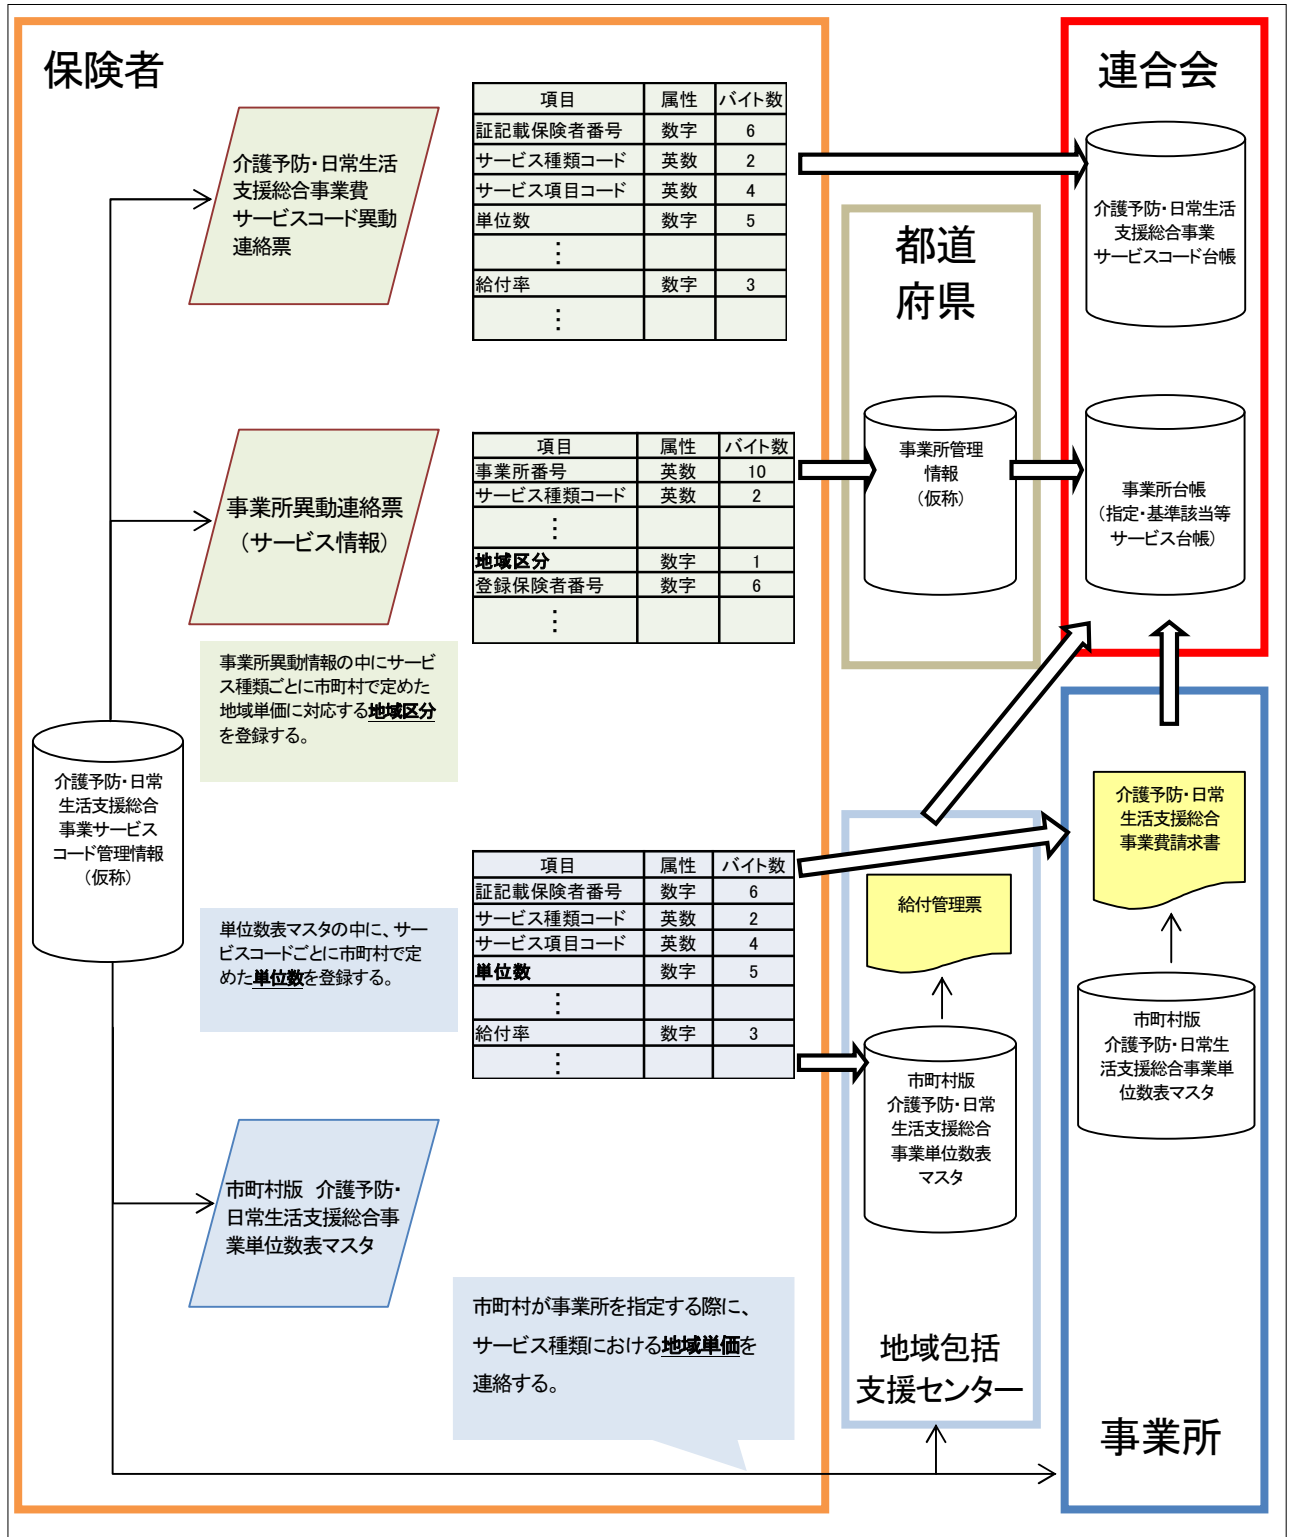 保険者
介護予防・日常生活
支援総合事業費
サービスコード異動
連絡票
項目 属性 バイト数
証記載保険者番号 数字 6
サービス種類コード 英数 2
サービス項目コード 英数 4
単位数 数字 5
⋮
給付率 数字 3
⋮
連合会
介護予防・日常生活
支援総合事業
サービスコード台帳
都道
府県
事業所異動連絡票
（サービス情報）
項目 属性 バイト数
事業所番号 英数 10
サービス種類コード 英数 2
⋮
地域区分 数字 1
登録保険者番号 数字 6
⋮
事業所管理
情報
（仮称）
事業所台帳
（指定・基準該当等
サービス台帳）
事業所異動情報の中にサービ
ス種類ごとに市町村で定めた
地域単価に対応する地域区分
を登録する。
介護予防・日常
生活支援総合
事業サービス
コード管理情報
（仮称）
単位数表マスタの中に、サー
ビスコードごとに市町村で定
めた単位数を登録する。
項目 属性 バイト数
証記載保険者番号 数字 6
サービス種類コード 英数 2
サービス項目コード 英数 4
単位数 数字 5
⋮
給付率 数字 3
⋮
給付管理票
市町村版
介護予防・日常
生活支援総合
事業単位数表
マスタ
介護予防・日常
生活支援総合
事業費請求書
市町村版
介護予防・日常生
活支援総合事業単
位数表マスタ
市町村版 介護予防・
日常生活支援総合事
業単位数表マスタ
市町村が事業所を指定する際に、
サービス種類における地域単価を
連絡する。
地域包括
支援センター
事業所